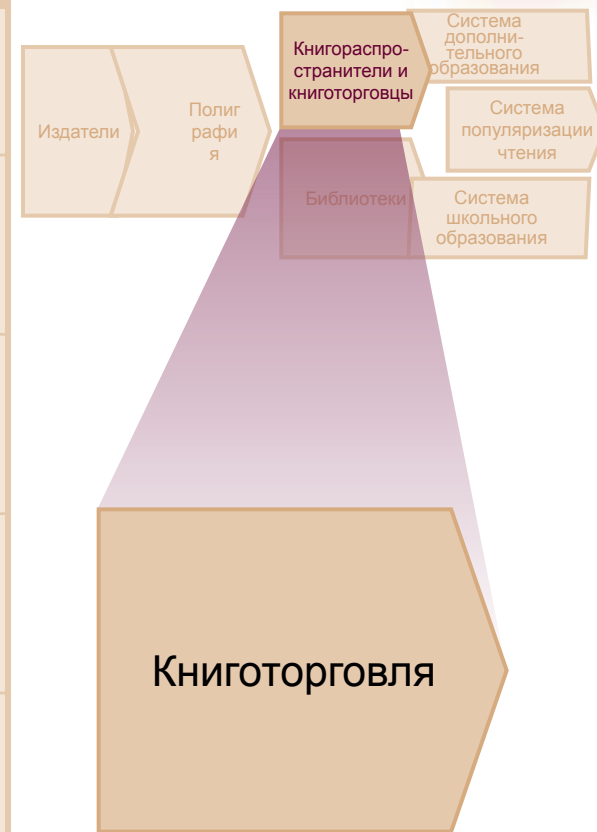 Издатели
Полиг
рафи
я
Книгораспро-
странители и
книготорговцы
Система
дополни-
тельного
образования
Система
популяризации
чтения
Библиотеки
Система
школьного
образования
Книготорговля